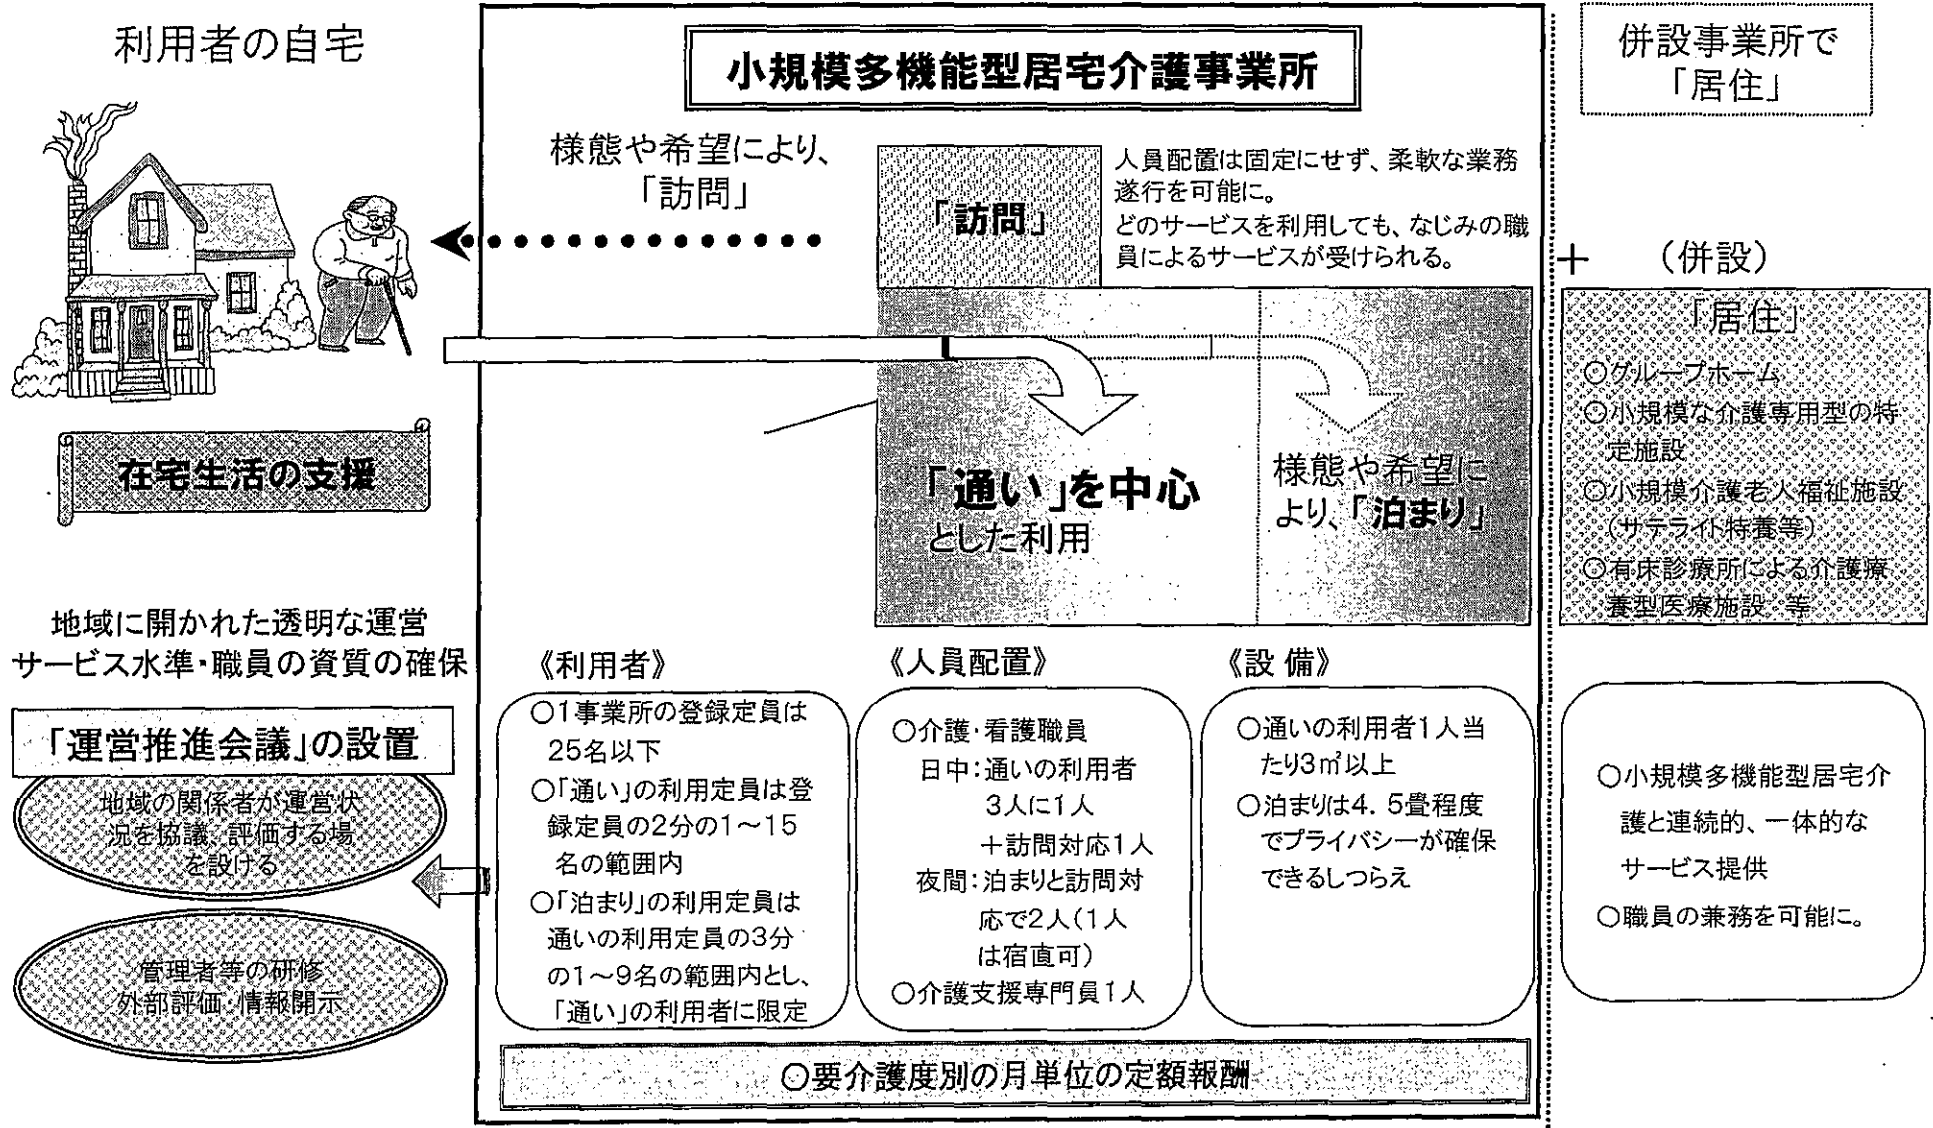 利用者の自宅
在宅生活の支援
地域に開かれた透明な運営
サービス水準・職員の資質の確保
「運営推進会議」の設置
地域の関係者が運営状
況を協議、評価する場
を設ける
管理者等の研修
外部評価・情報開示
小規模多機能型居宅介護事業所
様態や希望により、
「訪問」
「訪問」
人員配置は固定にせず、柔軟な業務
遂行を可能に。
どのサービスを利用しても、なじみの職
員によるサービスが受けられる。
「通い」を中心
とした利用
様態や希望に
より、「泊まり」
《利用者》
○1事業所の登録定員は
25名以下
○「通い」の利用定員は登
録定員の2分の1～15
名の範囲内
○「泊まり」の利用定員は
通いの利用定員の3分
の1～9名の範囲内とし、
「通い」の利用者に限定
《人員配置》
○介護・看護職員
日中：通いの利用者
3人に1人
＋訪問対応1人
夜間：泊まりと訪問対
応で2人（1人
は宿直可）
○介護支援専門員1人
《設 備》
○通いの利用者1人当
たり3㎡以上
○泊まりは4．5畳程度
でプライバシーが確保
できるしつらえ
○要介護度別の月単位の定額報酬
併設事業所で
「居住」
＋ （併設）
「居住」
○グループホーム
○小規模な介護専用型の特
定施設
○小規模介護老人福祉施設
（サテライト特養等）
○有床診療所による介護療
養型医療施設 等
○小規模多機能型居宅介
護と連続的、一体的な
サービス提供
○職員の兼務を可能に。